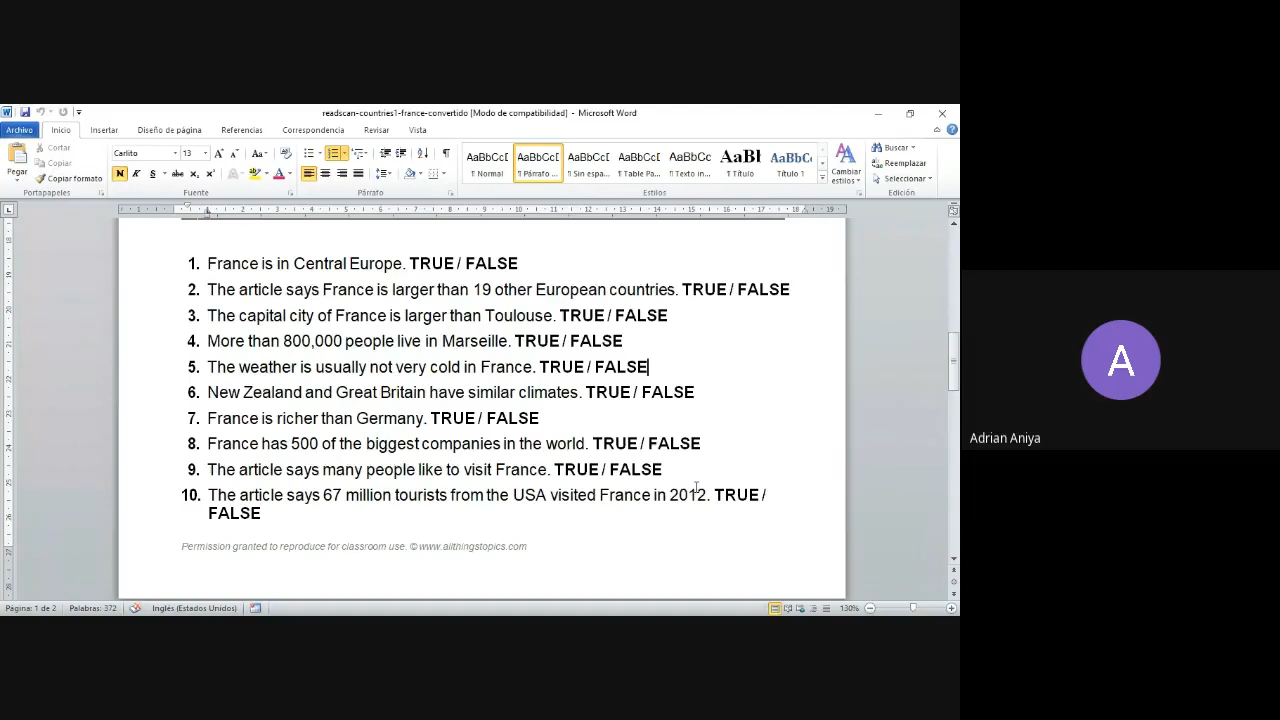 readscan-countries1-france-convertido [Modo de compatibilidad] - Microsoft Word
Archivo Inicio Insertar Diseño de página Referencias Correspondencia Revisar Vista
Pegar
Cortar
Copiar
Copiar formato
Portapapeles
Carlito 13
N K S abc x₂ x² A
Fuente
Párrafo
AaBbCcD AaBbCcD AaBbCcD AaBbCcD AaBbCc AaBb AaBbCc
¶ Normal ¶ Párrafo ... ¶ Sin espa... ¶ Table Pa... ¶ Texto in... ¶ Título ¶ Título 1
Estilos
Cambiar estilos
Buscar
Reemplazar
Seleccionar
Edición
1. France is in Central Europe. TRUE / FALSE
2. The article says France is larger than 19 other European countries. TRUE / FALSE
3. The capital city of France is larger than Toulouse. TRUE / FALSE
4. More than 800,000 people live in Marseille. TRUE / FALSE
5. The weather is usually not very cold in France. TRUE / FALSE
6. New Zealand and Great Britain have similar climates. TRUE / FALSE
7. France is richer than Germany. TRUE / FALSE
8. France has 500 of the biggest companies in the world. TRUE / FALSE
9. The article says many people like to visit France. TRUE / FALSE
10. The article says 67 million tourists from the USA visited France in 2012. TRUE /
FALSE
Permission granted to reproduce for classroom use. © www.allthingstopics.com
Página: 1 de 2 Palabras: 372 Inglés (Estados Unidos) 130%
A
Adrian Aniya